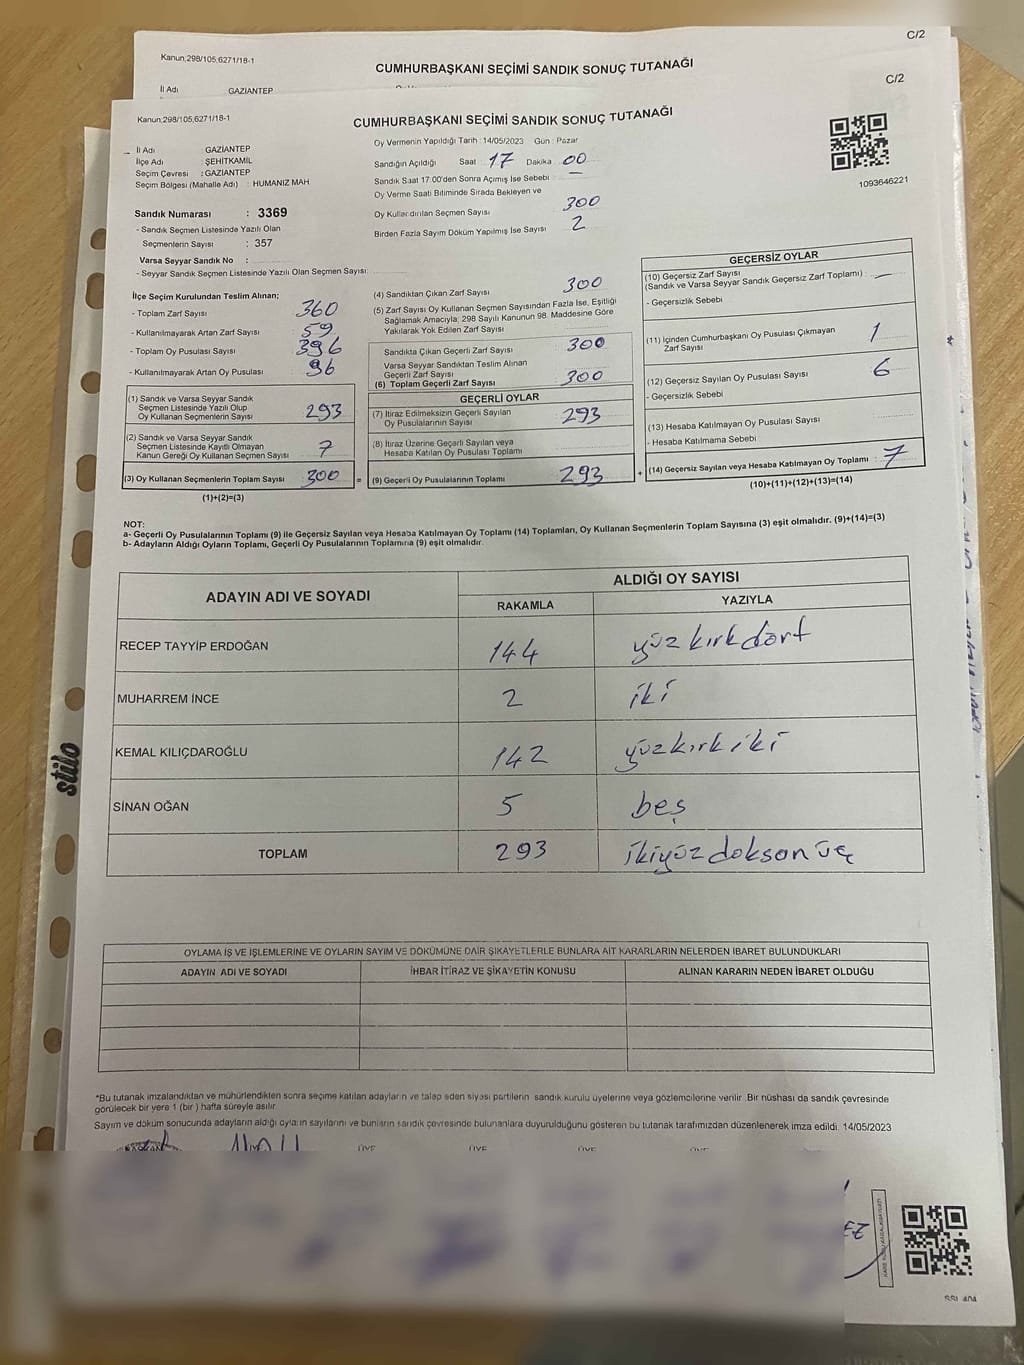 C/2
Kanun;298/105,6271/18-1
CUMHURBAŞKANI SEÇİMİ SANDIK SONUÇ TUTANAĞI
İl Adı GAZİANTEP
C/2
Kanun;298/105,6271/18-1
CUMHURBAŞKANI SEÇİMİ SANDIK SONUÇ TUTANAĞI
1093646221
İl Adı : GAZİANTEP
İlçe Adı : ŞEHİTKAMİL
Seçim Çevresi : GAZİANTEP
Seçim Bölgesi (Mahalle Adı) : HUMANIZ MAH
Sandık Numarası : 3369
- Sandık Seçmen Listesinde Yazılı Olan
Seçmenlerin Sayısı : 357
Varsa Seyyar Sandık No :
- Seyyar Sandık Seçmen Listesinde Yazılı Olan Seçmen Sayısı:
Oy Vermenin Yapıldığı Tarih : 14/05/2023 Gün : Pazar
Sandığın Açıldığı Saat 17 Dakika 00
Sandık Saat 17.00'den Sonra Açmış İse Sebebi : —
Oy Verme Saati Bitiminde Sırada Bekleyen ve
Oy Kullandırılan Seçmen Sayısı 300
Birden Fazla Sayım Döküm Yapılmış İse Sayısı 2
İlçe Seçim Kurulundan Teslim Alınan;
- Toplam Zarf Sayısı 360
- Kullanılmayarak Artan Zarf Sayısı 59
- Toplam Oy Pusulası Sayısı 396
- Kullanılmayarak Artan Oy Pusulası 96
(1) Sandık ve Varsa Seyyar Sandık
Seçmen Listesinde Yazılı Olup
Oy Kullanan Seçmenlerin Sayısı 293
(2) Sandık ve Varsa Seyyar Sandık
Seçmen Listesinde Kayıtlı Olmayan
Kanun Gereği Oy Kullanan Seçmen Sayısı 7
(3) Oy Kullanan Seçmenlerin Toplam Sayısı 300 =
(1)+(2)=(3)
(4) Sandıktan Çıkan Zarf Sayısı 300
(5) Zarf Sayısı Oy Kullanan Seçmen Sayısından Fazla İse, Eşitliği
Sağlamak Amacıyla; 298 Sayılı Kanunun 98. Maddesine Göre
Yakılarak Yok Edilen Zarf Sayısı
Sandıkta Çıkan Geçerli Zarf Sayısı 300
Varsa Seyyar Sandıktan Teslim Alınan
Geçerli Zarf Sayısı
(6) Toplam Geçerli Zarf Sayısı 300
GEÇERLİ OYLAR
(7) İtiraz Edilmeksizin Geçerli Sayılan
Oy Pusulalarının Sayısı 293
(8) İtiraz Üzerine Geçerli Sayılan veya
Hesaba Katılan Oy Pusulası Toplamı
(9) Geçerli Oy Pusulalarının Toplamı 293 +
GEÇERSİZ OYLAR
(10) Geçersiz Zarf Sayısı
(Sandık ve Varsa Seyyar Sandık Geçersiz Zarf Toplamı) : —
- Geçersizlik Sebebi
(11) İçinden Cumhurbaşkanı Oy Pusulası Çıkmayan
Zarf Sayısı 1
(12) Geçersiz Sayılan Oy Pusulası Sayısı 6
- Geçersizlik Sebebi
(13) Hesaba Katılmayan Oy Pusulası Sayısı
- Hesaba Katılmama Sebebi
(14) Geçersiz Sayılan veya Hesaba Katılmayan Oy Toplamı : 7
(10)+(11)+(12)+(13)=(14)
NOT:
a- Geçerli Oy Pusulalarının Toplamı (9) ile Geçersiz Sayılan veya Hesaba Katılmayan Oy Toplamı (14) Toplamları, Oy Kullanan Seçmenlerin Toplam Sayısına (3) eşit olmalıdır. (9)+(14)=(3)
b- Adayların Aldığı Oyların Toplamı, Geçerli Oy Pusulalarının Toplamına (9) eşit olmalıdır.
ADAYIN ADI VE SOYADI ALDIĞI OY SAYISI
RAKAMLA YAZIYLA
RECEP TAYYİP ERDOĞAN 144 yüz kırk dört
MUHARREM İNCE 2 iki
KEMAL KILIÇDAROĞLU 142 yüz kırk iki
SİNAN OĞAN 5 beş
TOPLAM 293 ikiyüz doksan üç
OYLAMA İŞ VE İŞLEMLERİNE VE OYLARIN SAYIM VE DÖKÜMÜNE DAİR ŞİKAYETLERLE BUNLARA AİT KARARLARIN NELERDEN İBARET BULUNDUKLARI
ADAYIN ADI VE SOYADI İHBAR İTİRAZ VE ŞİKAYETİN KONUSU ALINAN KARARIN NEDEN İBARET OLDUĞU
*Bu tutanak imzalandıktan ve mühürlendikten sonra seçime katılan adayların ve talep eden siyasi partilerin sandık kurulu üyelerine veya gözlemcilerine verilir. Bir nüshası da sandık çevresinde
görülecek bir yere 1 (bir ) hafta süreyle asılır.
Sayım ve döküm sonucunda adayların aldığı oyların sayılarını ve bunların sandık çevresinde bulunanlara duyurulduğunu gösteren bu tutanak tarafımızdan düzenlenerek imza edildi. 14/05/2023
ÜYE ÜYE ÜYE ÜYE
stilo